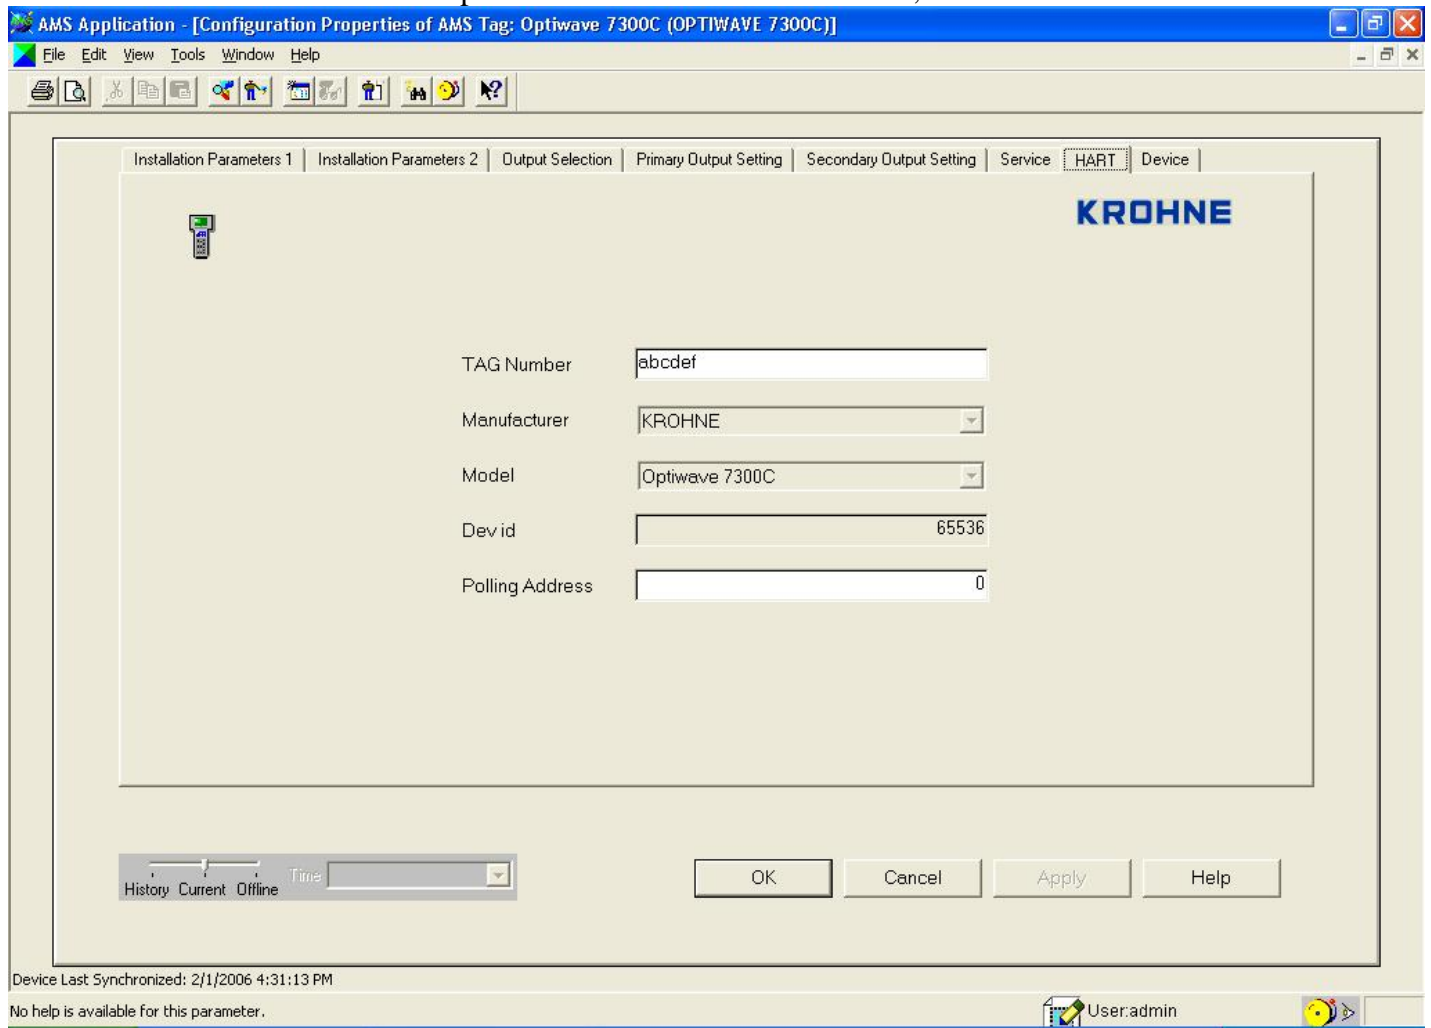 AMS Application - [Configuration Properties of AMS Tag: Optiwave 7300C (OPTIWAVE 7300C)]
File Edit View Tools Window Help
Installation Parameters 1 Installation Parameters 2 Output Selection Primary Output Setting Secondary Output Setting Service HART Device
KROHNE
TAG Number abcdef
Manufacturer KROHNE
Model Optiwave 7300C
Dev id 65536
Polling Address 0
History Current Offline Time
OK Cancel Apply Help
Device Last Synchronized: 2/1/2006 4:31:13 PM
No help is available for this parameter. User:admin